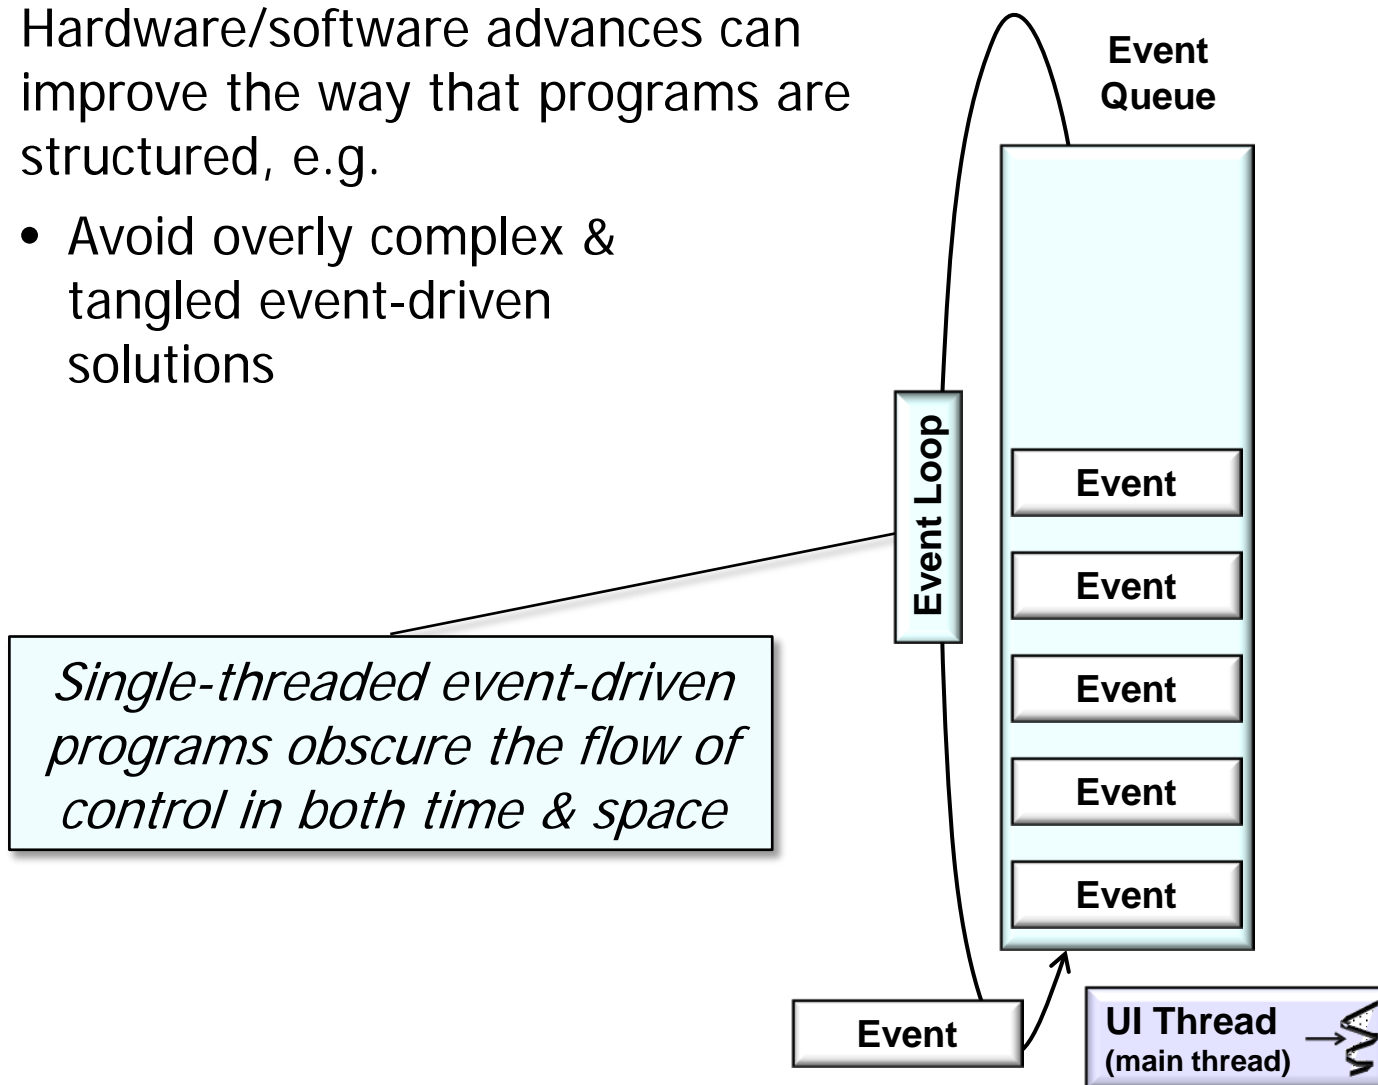 Hardware/software advances can
improve the way that programs are
structured, e.g.
• Avoid overly complex &
tangled event-driven
solutions
Event
Queue
Event Loop
Event
Event
Event
Event
Event
Single-threaded event-driven
programs obscure the flow of
control in both time & space
Event
UI Thread
(main thread)